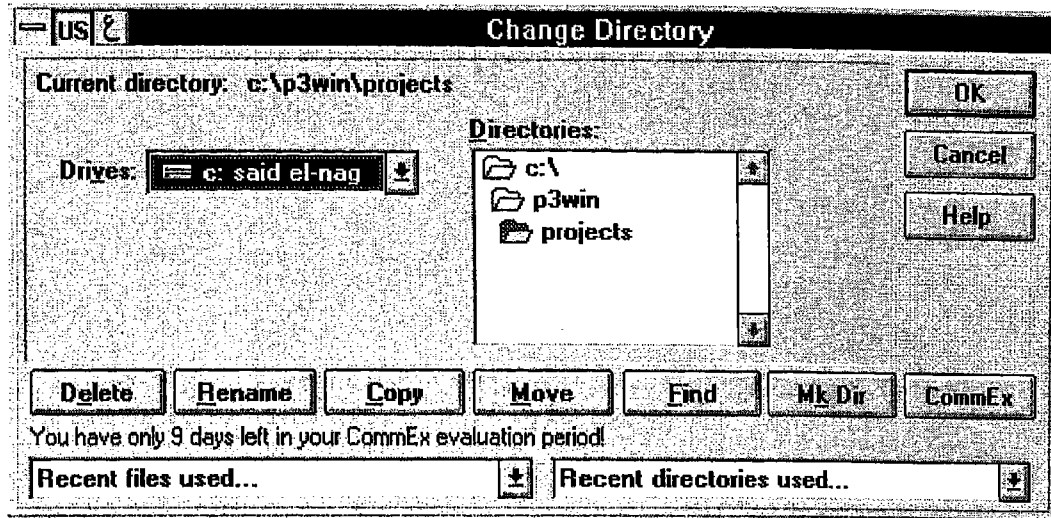 US ع Change Directory
Current directory: c:\p3win\projects
OK
Directories:
Cancel
Drives: c: said el-nag
c:\
p3win
Help
projects
Delete Rename Copy Move Find Mk Dir CommEx
You have only 9 days left in your CommEx evaluation period!
Recent files used... Recent directories used...